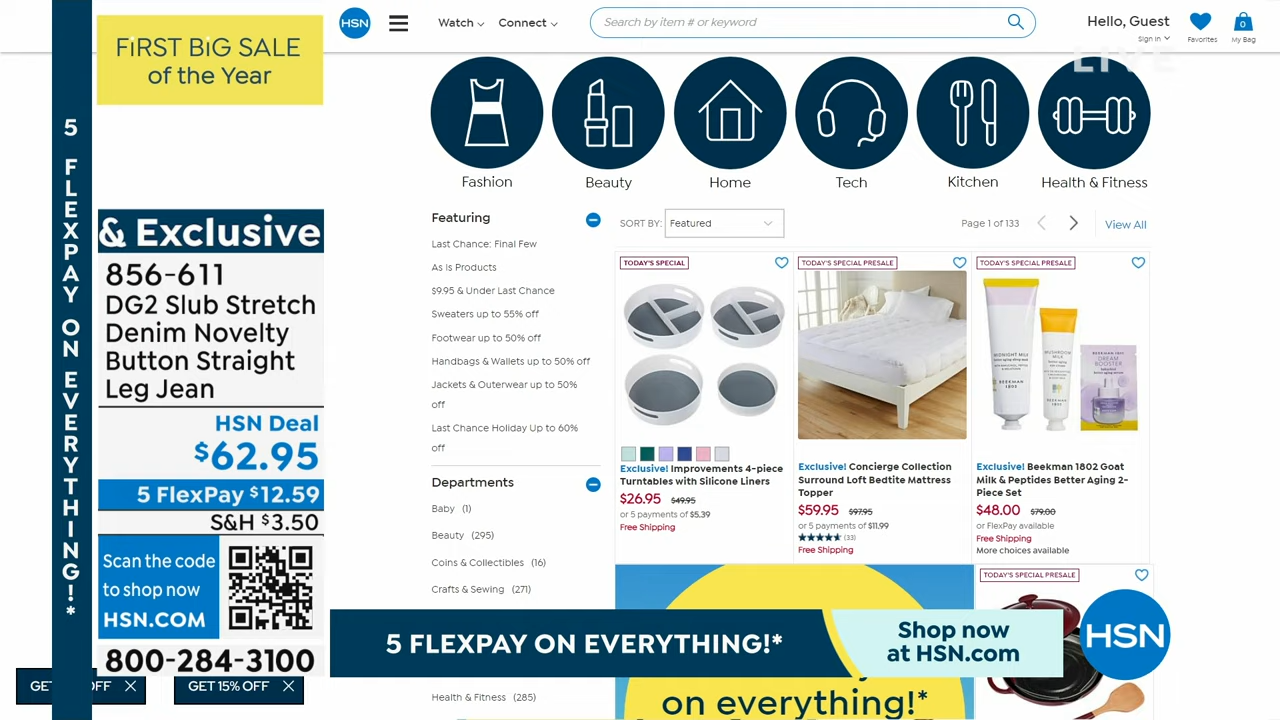 FiRST BiG SALE
of the Year
5 FLEXPAY ON EVERYTHING!*
& Exclusive
856-611
DG2 Slub Stretch
Denim Novelty
Button Straight
Leg Jean
HSN Deal
$62.95
5 FlexPay $12.59
S&H $3.50
Scan the code
to shop now
HSN.COM
800-284-3100
GET 15% OFF
HSN
Watch
Connect
Search by item # or keyword
Hello, Guest
Sign In
Favorites
0
My Bag
LIVE
Fashion
Beauty
Home
Tech
Kitchen
Health & Fitness
Featuring
Last Chance: Final Few
As Is Products
$9.95 & Under Last Chance
Sweaters up to 55% off
Footwear up to 50% off
Handbags & Wallets up to 50% off
Jackets & Outerwear up to 50%
off
Last Chance Holiday Up to 60%
off
Departments
Baby (1)
Beauty (295)
Coins & Collectibles (16)
Crafts & Sewing (271)
Health & Fitness (285)
SORT BY: Featured
Page 1 of 133
View All
TODAY'S SPECIAL
Exclusive! Improvements 4-piece
Turntables with Silicone Liners
$26.95 $49.95
or 5 payments of $5.39
Free Shipping
TODAY'S SPECIAL PRESALE
Exclusive! Concierge Collection
Surround Loft Bedtite Mattress
Topper
$59.95 $97.95
or 5 payments of $11.99
(33)
Free Shipping
TODAY'S SPECIAL PRESALE
MIDNIGHT MILK
BEEKMAN
1802
MUSHROOM
MILK
BEEKMAN 1802
DREAM
BOOSTER
Exclusive! Beekman 1802 Goat
Milk & Peptides Better Aging 2-
Piece Set
$48.00 $79.00
or FlexPay available
Free Shipping
More choices available
TODAY'S SPECIAL PRESALE
5 FLEXPAY ON EVERYTHING!*
Shop now
at HSN.com
HSN
on everything!*